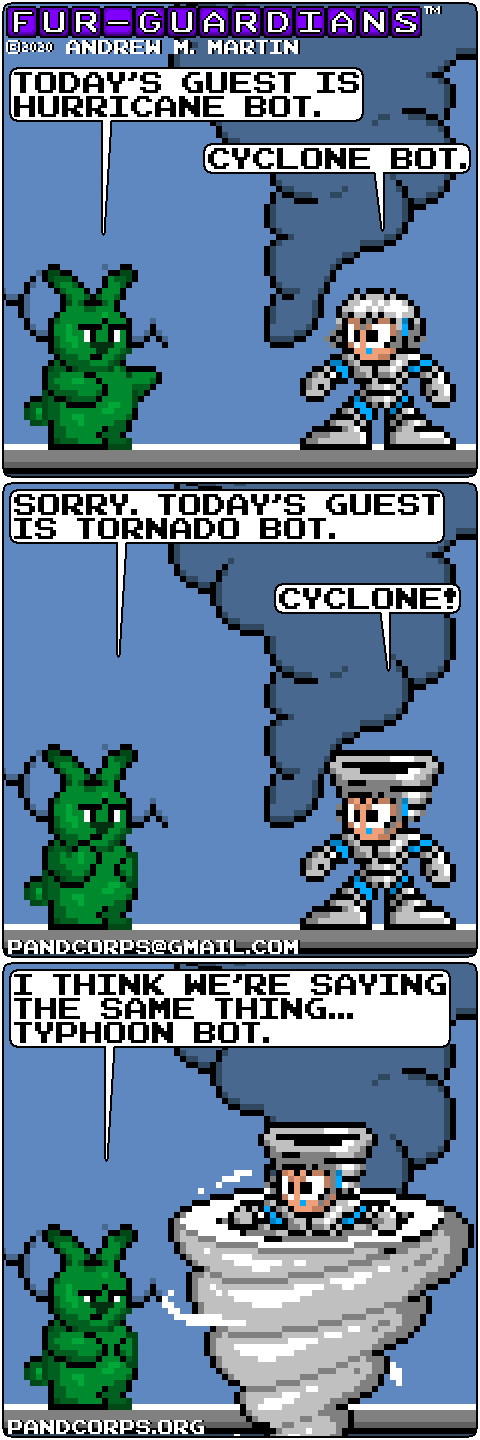 FUR-GUARDIANS™
©2020 ANDREW M. MARTIN
TODAY'S GUEST IS
HURRICANE BOT.
CYCLONE BOT.
SORRY. TODAY'S GUEST
IS TORNADO BOT.
CYCLONE!
PANDCORPS@GMAIL.COM
I THINK WE'RE SAYING
THE SAME THING...
TYPHOON BOT.
PANDCORPS.ORG